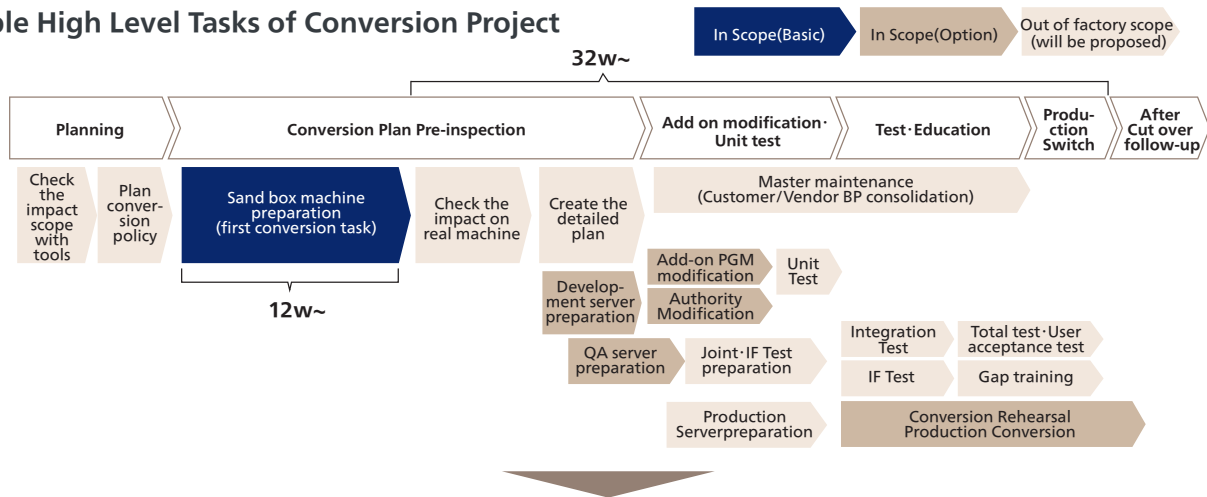 ple High Level Tasks of Conversion Project
In Scope(Basic)
In Scope(Option)
Out of factory scope
(will be proposed)
32w~
Planning
Conversion Plan Pre-inspection
Add on modification·
Unit test
Test·Education
Produ-
ction
Switch
After
Cut over
follow-up
Check
the
impact
scope
with
tools
Plan
conver-
sion
policy
Sand box machine
preparation
(first conversion task)
Check the
impact on
real machine
Create the
detailed
plan
Master maintenance
(Customer/Vendor BP consolidation)
12w~
Develop-
ment server
preparation
Add-on PGM
modification
Authority
Modification
Unit
Test
QA server
preparation
Joint·IF Test
preparation
Integration
Test
Total test·User
acceptance test
IF Test
Gap training
Production
Serverpreparation
Conversion Rehearsal
Production Conversion